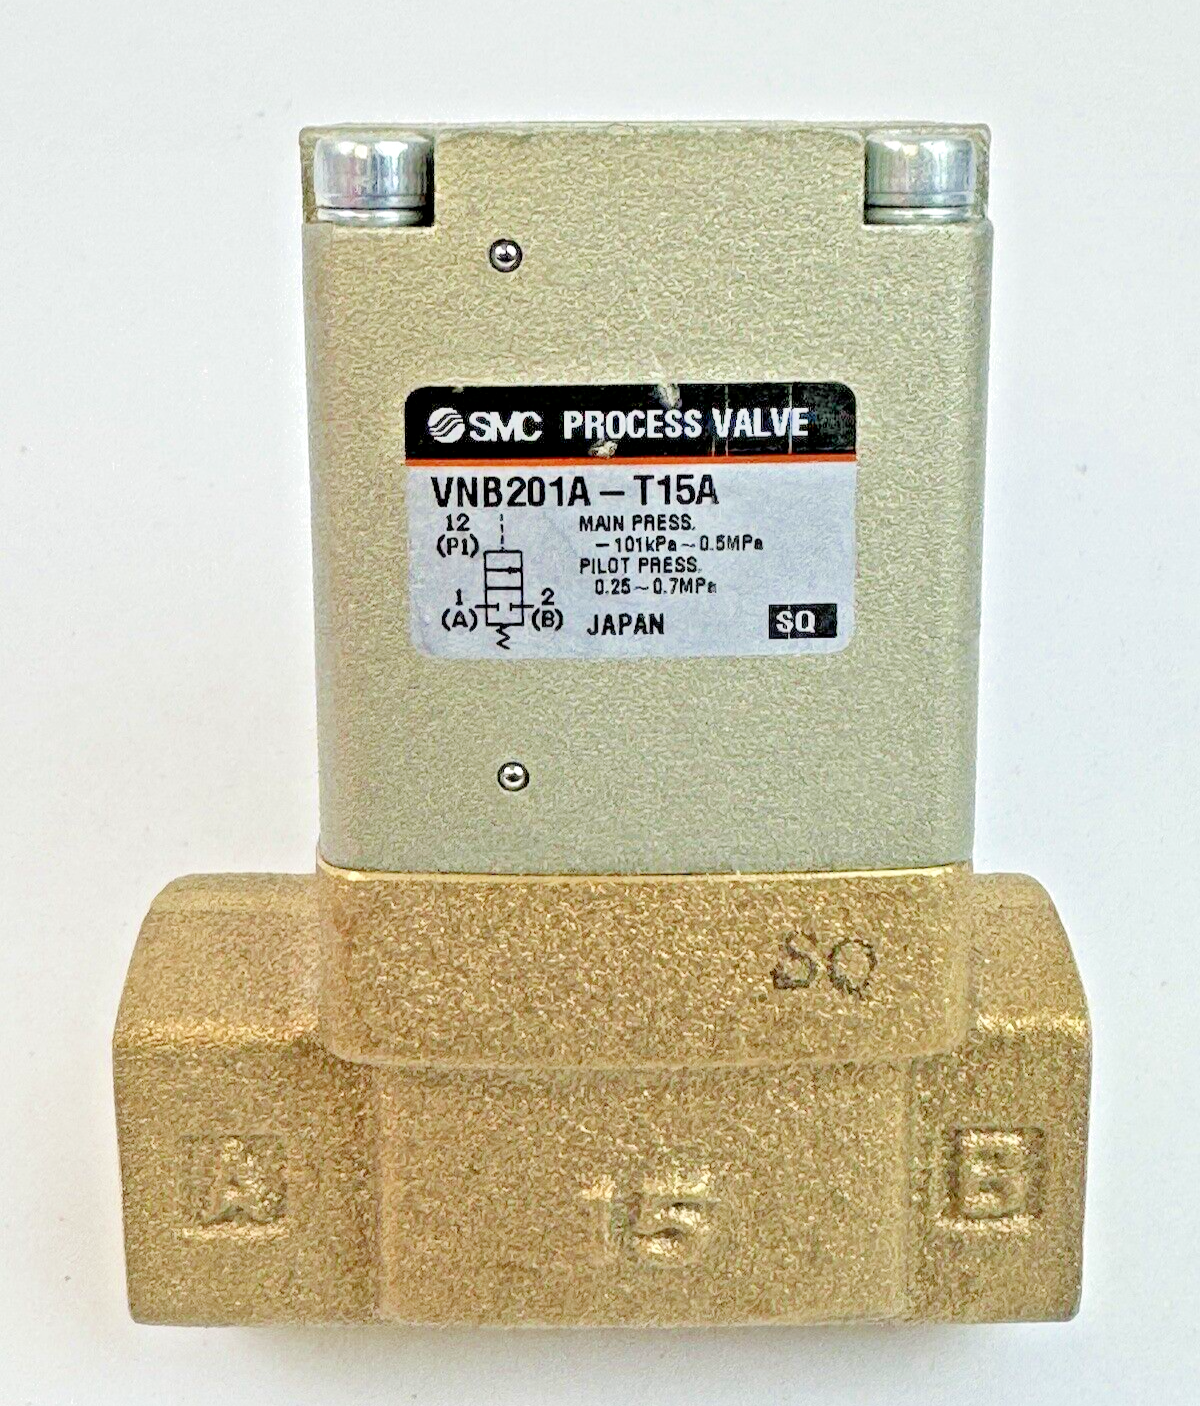 SMC PROCESS VALVE
VNB201A-T15A
12
(P1)
MAIN PRESS.
-101kPa~0.5MPa
PILOT PRESS.
0.25~0.7MPa
1
(A)
2
(B)
JAPAN
SQ
SQ
A
15
B